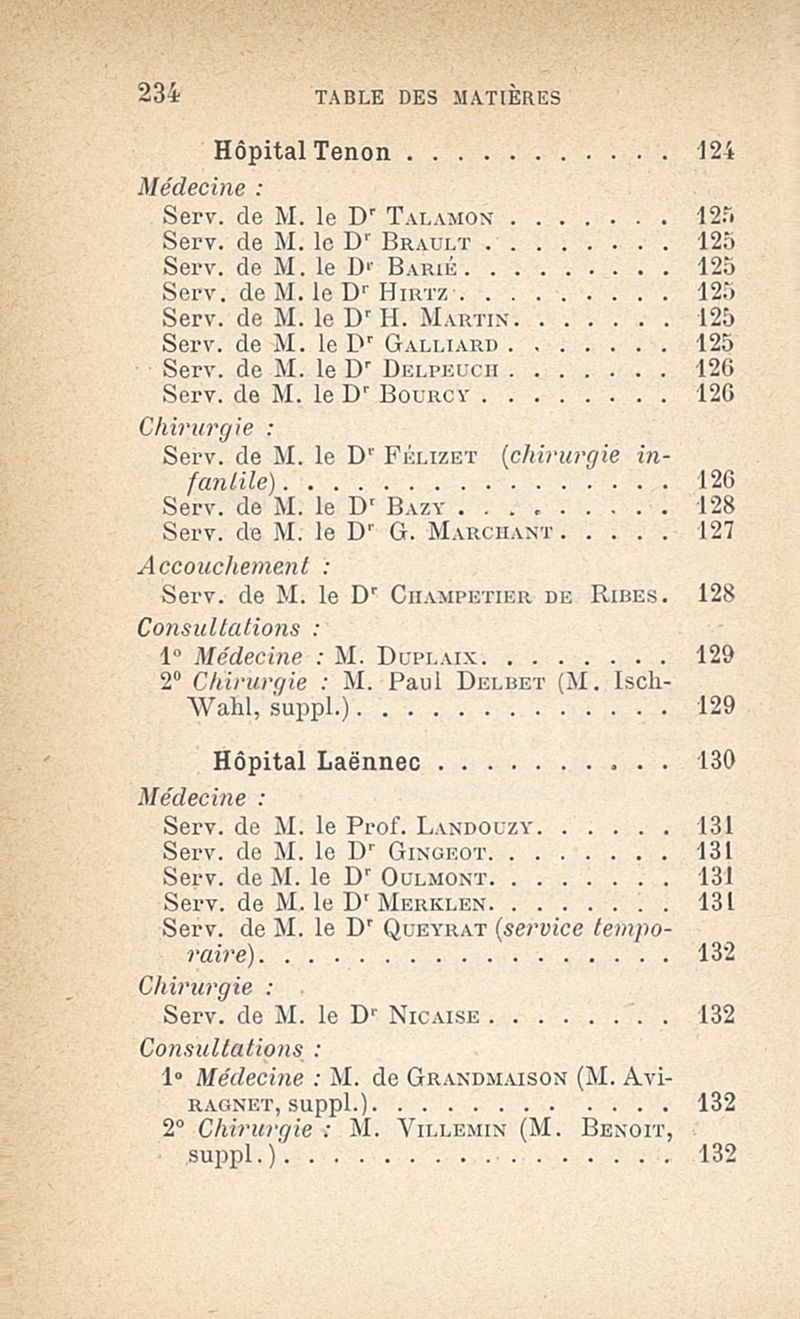 234 TABLE DES MATIÈRES
Hôpital Tenon . . . . . . . . . . . 124
Médecine :
Serv. de M. le Dr TALAMON . . . . . . . 125
Serv. de M. le Dr BRAULT . . . . . . . . 125
Serv. de M. le Dr BARIÉ . . . . . . . . . 125
Serv. de M. le Dr HIRTZ . . . . . . . . . 125
Serv. de M. le Dr H. MARTIN. . . . . . . 125
Serv. de M. le Dr GALLIARD . . . . . . . 125
Serv. de M. le Dr DELPEUCH . . . . . . . 126
Serv. de M. le Dr BOURCY . . . . . . . . 126
Chirurgie :
Serv. de M. le Dr FÉLIZET (chirurgie in-
fantile) . . . . . . . . . . . . . . . . 126
Serv. de M. le Dr BAZY . . . . . . . . . 128
Serv. de M. le Dr G. MARCHANT . . . . . 127
Accouchement :
Serv. de M. le Dr CHAMPETIER DE RIBES. 128
Consultations :
1° Médecine : M. DUPLAIX. . . . . . . . 129
2° Chirurgie : M. Paul DELBET (M. Isch-
Wahl, suppl.) . . . . . . . . . . . . . 129
Hôpital Laënnec . . . . . . . . . . 130
Médecine :
Serv. de M. le Prof. LANDOUZY. . . . . . 131
Serv. de M. le Dr GINGEOT. . . . . . . . 131
Serv. de M. le Dr OULMONT. . . . . . . . 131
Serv. de M. le Dr MERKLEN. . . . . . . . 131
Serv. de M. le Dr QUEYRAT (service tempo-
raire). . . . . . . . . . . . . . . . . 132
Chirurgie :
Serv. de M. le Dr NICAISE . . . . . . . . 132
Consultations :
1° Médecine : M. de GRANDMAISON (M. AVI-
RAGNET, suppl.). . . . . . . . . . . . 132
2° Chirurgie : M. VILLEMIN (M. BENOIT,
suppl.) . . . . . . . . . . . . . . . . 132